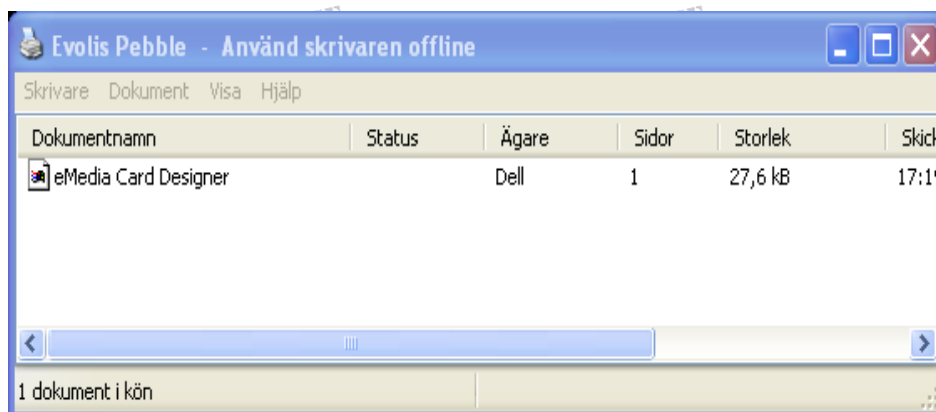 Evolis Pebble - Använd skrivaren offline
Skrivare Dokument Visa Hjälp
Dokumentnamn Status Ägare Sidor Storlek
eMedia Card Designer Dell 1 27,6 kB
1 dokument i kön